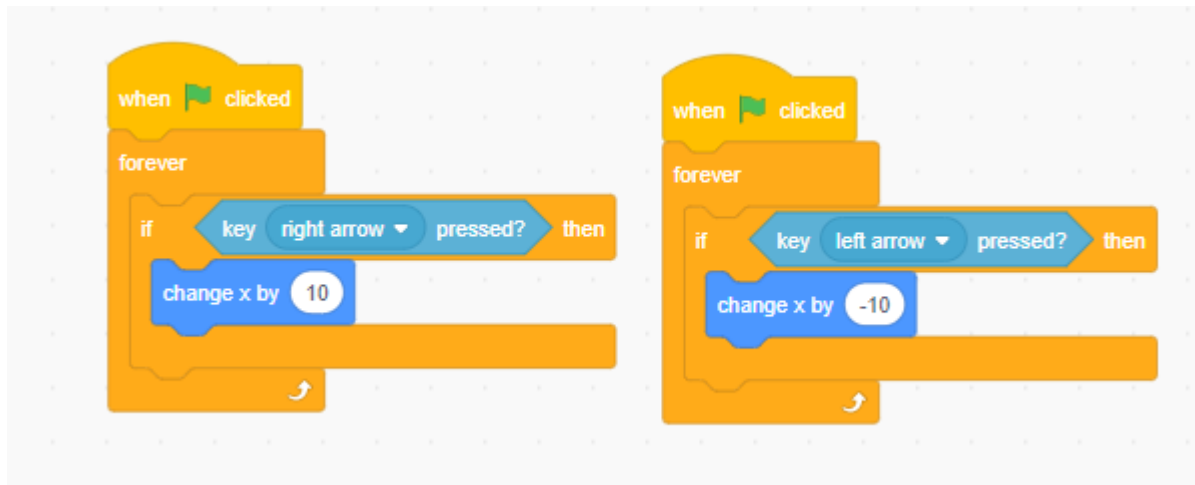 when clicked
forever
if key right arrow pressed? then
change x by 10
when clicked
forever
if key left arrow pressed? then
change x by -10